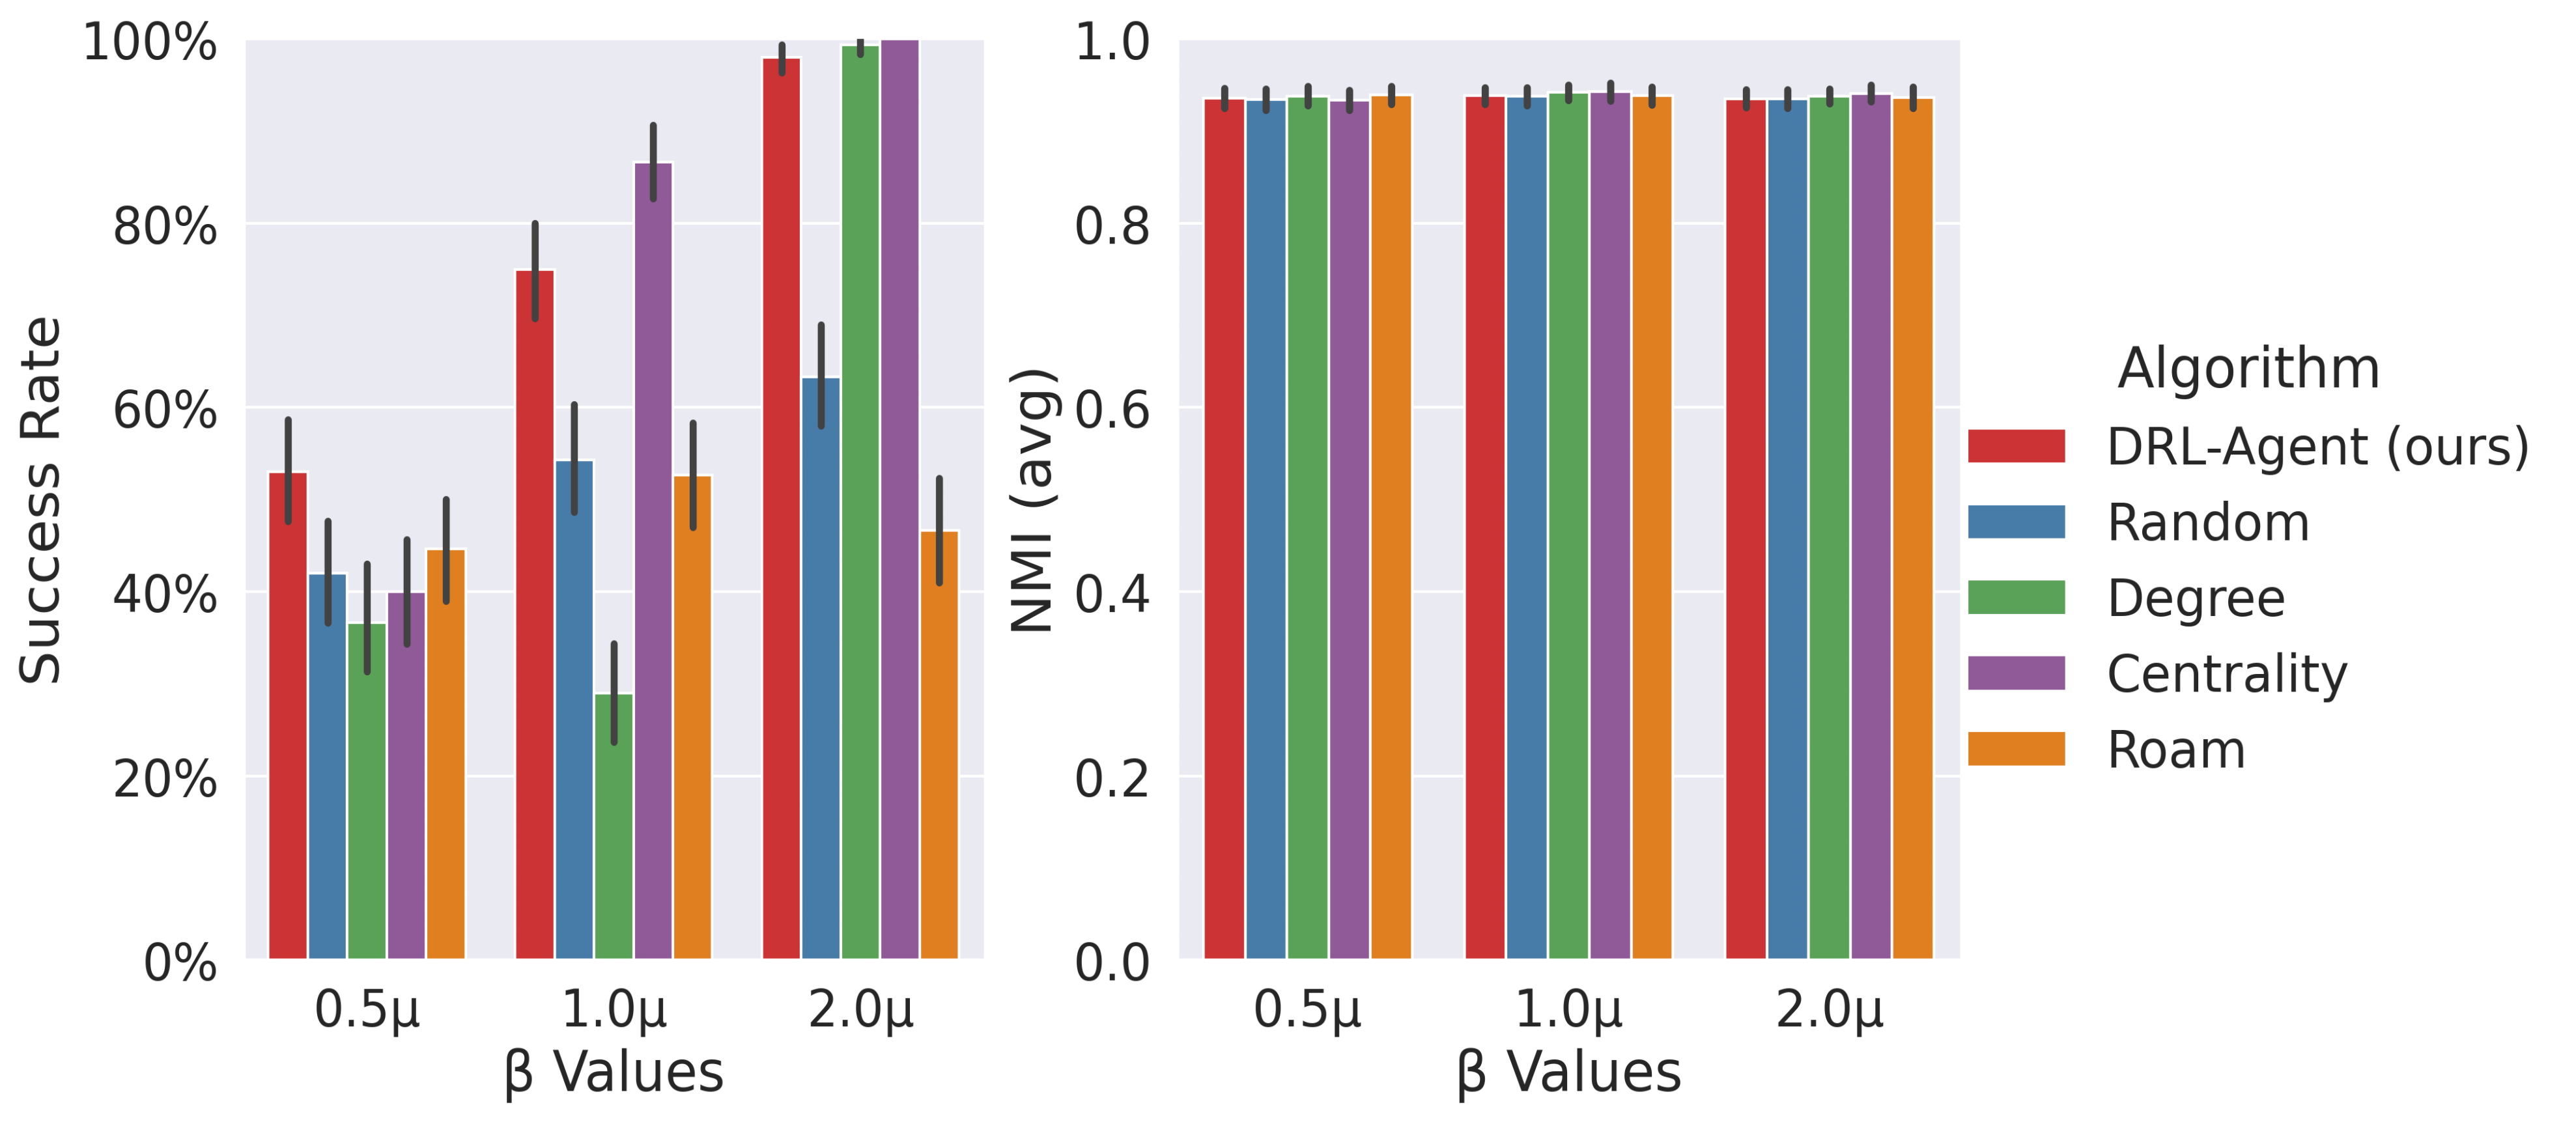 100%
80%
60%
40%
20%
0%
Success Rate
0.5µ 1.0µ 2.0µ
β Values
1.0
0.8
0.6
0.4
0.2
0.0
NMI (avg)
0.5µ 1.0µ 2.0µ
β Values
Algorithm
DRL-Agent (ours)
Random
Degree
Centrality
Roam